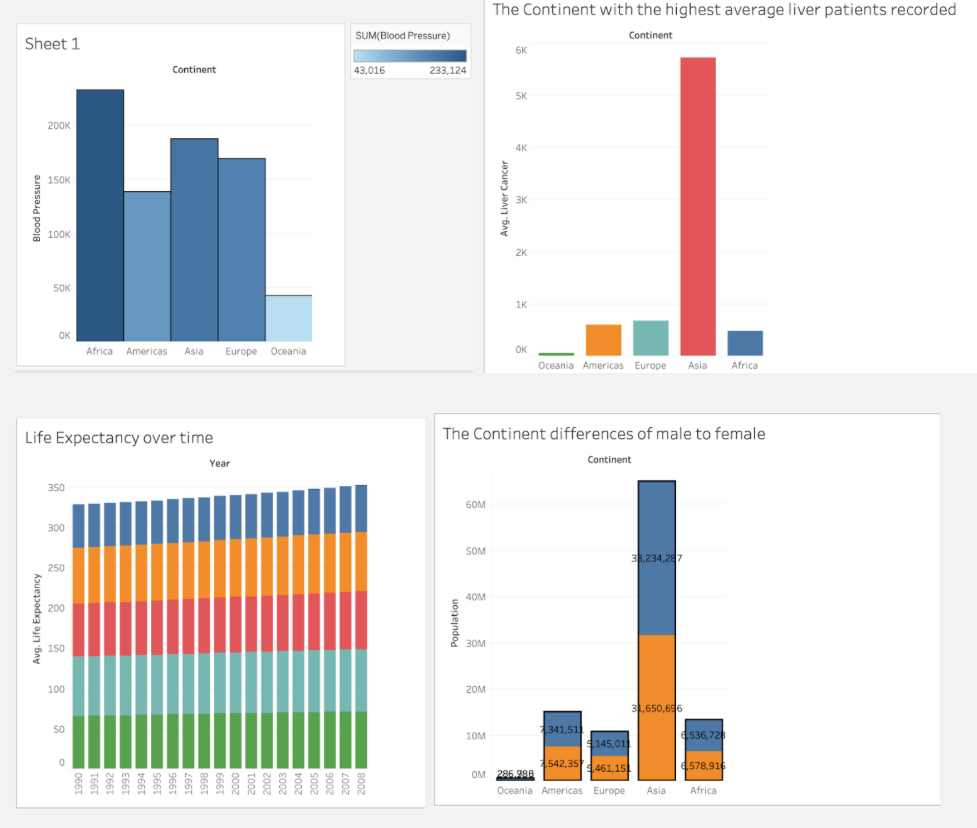 Sheet 1
Continent
Blood Pressure
200K
150K
100K
50K
0K
Africa Americas Asia Europe Oceania
SUM(Blood Pressure)
43,016 233,124
The Continent with the highest average liver patients recorded
Continent
Avg. Liver Cancer
6K
5K
4K
3K
2K
1K
0K
Oceania Americas Europe Asia Africa
Life Expectancy over time
Year
Avg. Life Expectancy
350
300
250
200
150
100
50
0
1990 1991 1992 1993 1994 1995 1996 1997 1998 1999 2000 2001 2002 2003 2004 2005 2006 2007 2008
The Continent differences of male to female
Continent
Population
60M
50M
40M
30M
20M
10M
0M
31,650,696
7,341,511
7,542,357
5,145,011
5,461,151
6,536,728
6,578,916
Oceania Americas Europe Asia Africa